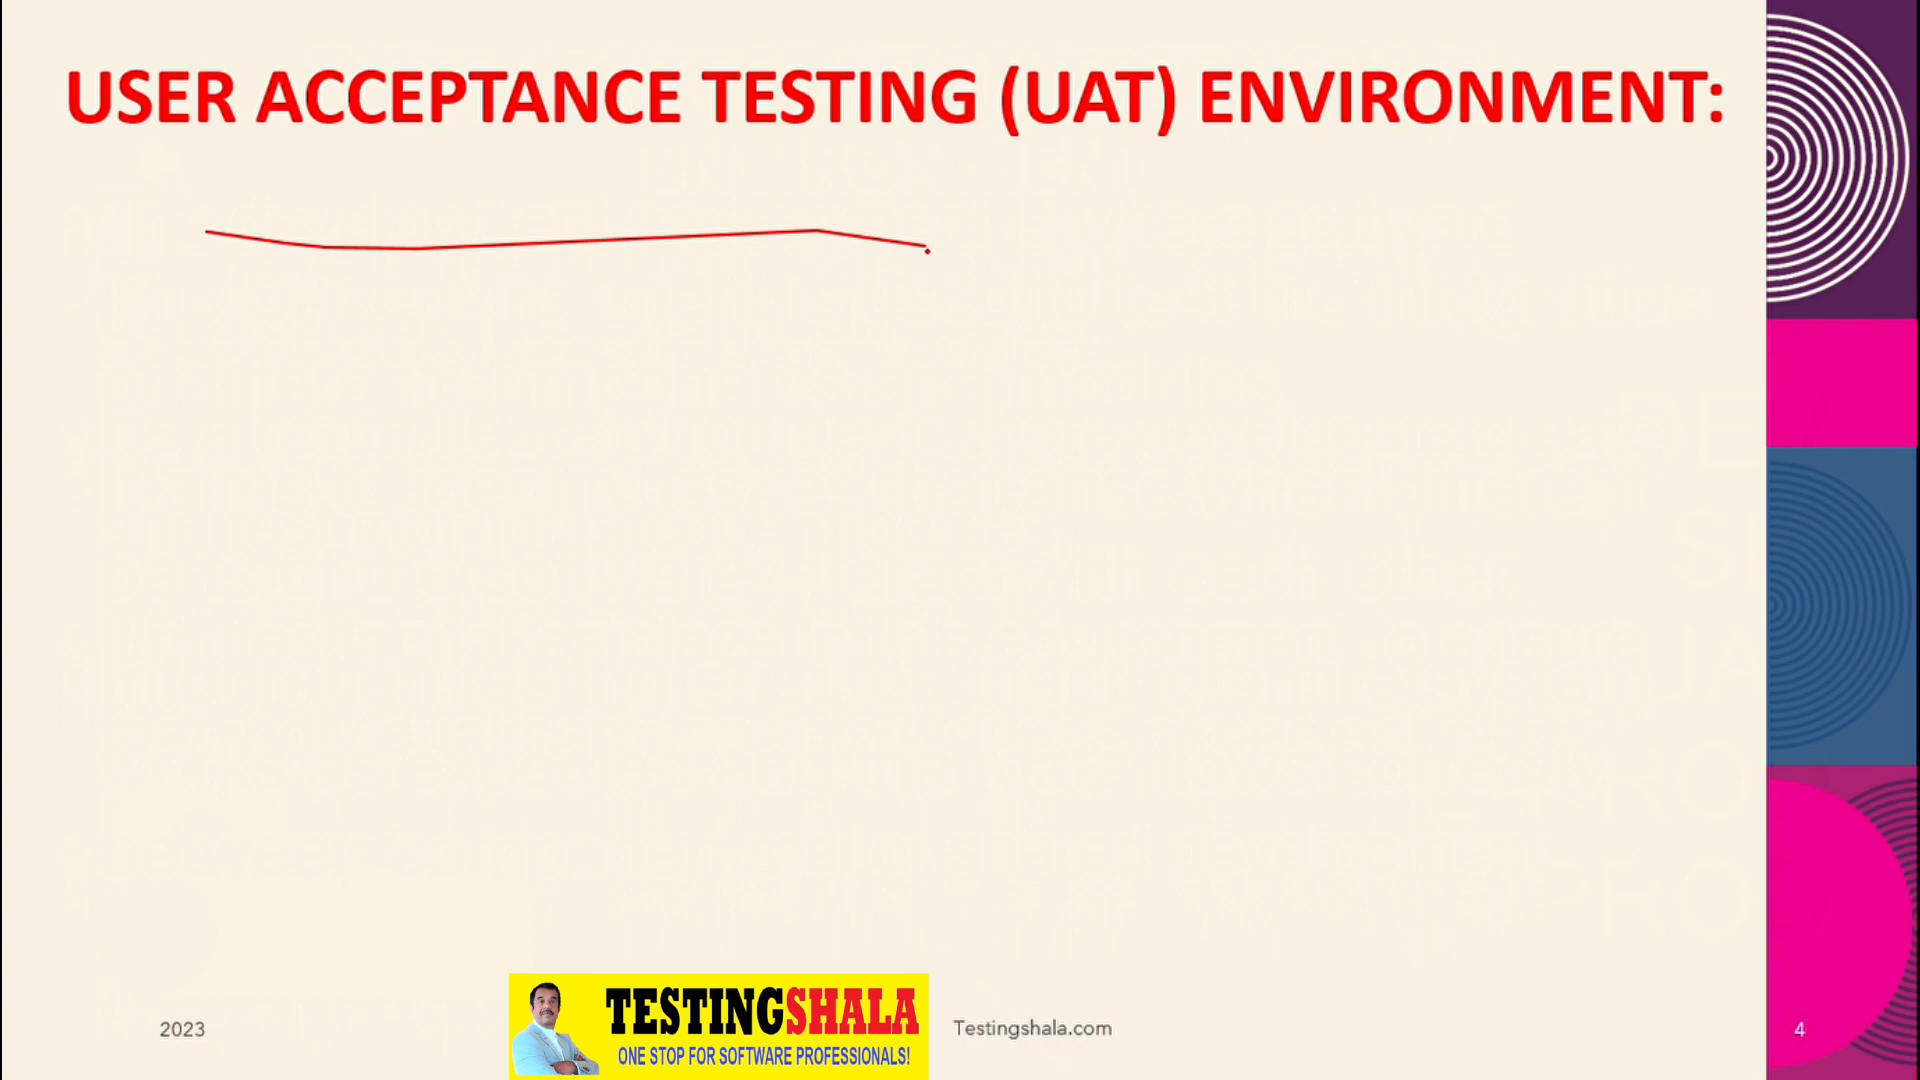 USER ACCEPTANCE TESTING (UAT) ENVIRONMENT:
2023
TESTINGSHALA
ONE STOP FOR SOFTWARE PROFESSIONALS!
Testingshala.com
4